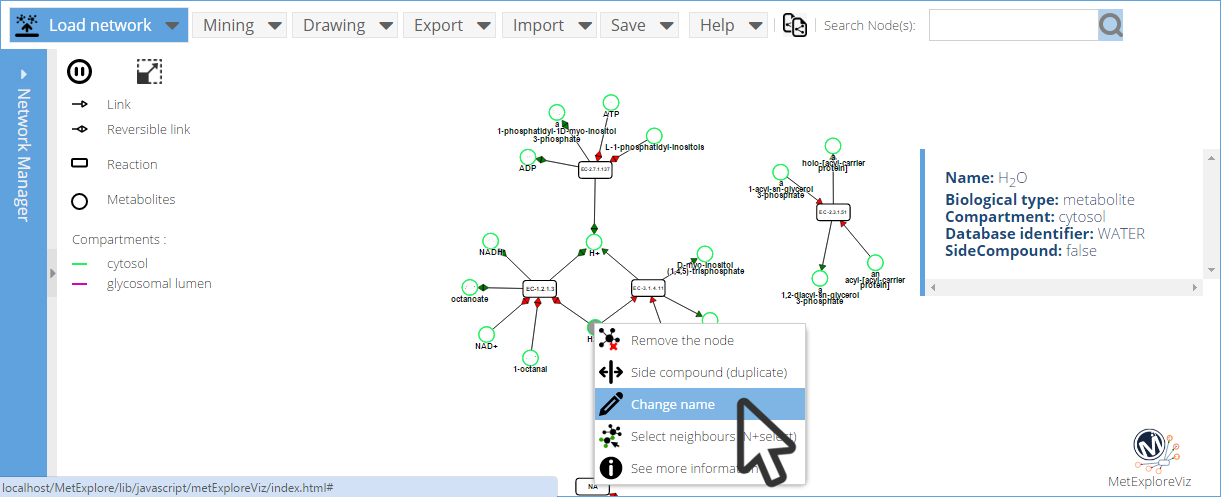 Load network
Mining
Drawing
Export
Import
Save
Help
Search Node(s):
Network Manager
Link
Reversible link
Reaction
Metabolites
Compartments :
cytosol
glycosomal lumen
ATP
a
1-phosphatidyl-1D-myo-inositol
3-phosphate
L-1-phosphatidyl-inositols
ADP
EC-2.7.1.137
NADH
H+
D-myo-inositol
(1,4,5)-trisphosphate
octanoate
EC-1.2.1.3
EC-3.1.4.11
NAD+
1-octanal
holo-[acyl-carrier
protein]
a
1-acyl-sn-glycerol
3-phosphate
EC-2.3.1.51
an
acyl-[acyl-carrier
protein]
a
1,2-diacyl-sn-glycerol
3-phosphate
Name: H2O
Biological type: metabolite
Compartment: cytosol
Database identifier: WATER
SideCompound: false
Remove the node
Side compound (duplicate)
Change name
Select neighbours (N+select)
See more information
NA
MetExploreViz
localhost/MetExplore/lib/javascript/metExploreViz/index.html#